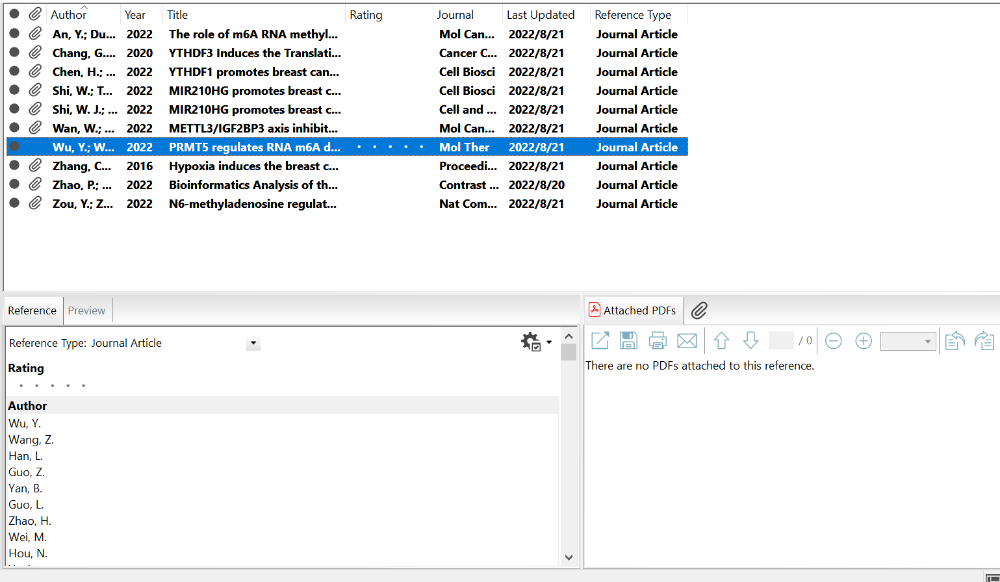 Author Year Title Rating Journal Last Updated Reference Type
An, Y.; Du... 2022 The role of m6A RNA methyl... Mol Can... 2022/8/21 Journal Article
Chang, G.... 2020 YTHDF3 Induces the Translati... Cancer C... 2022/8/21 Journal Article
Chen, H.; ... 2022 YTHDF1 promotes breast can... Cell Biosci 2022/8/21 Journal Article
Shi, W.; T... 2022 MIR210HG promotes breast c... Cell Biosci 2022/8/21 Journal Article
Shi, W. J.; ... 2022 MIR210HG promotes breast c... Cell and ... 2022/8/21 Journal Article
Wan, W.; ... 2022 METTL3/IGF2BP3 axis inhibit... Mol Can... 2022/8/21 Journal Article
Wu, Y.; W... 2022 PRMT5 regulates RNA m6A d... Mol Ther 2022/8/21 Journal Article
Zhang, C... 2016 Hypoxia induces the breast c... Proceedi... 2022/8/21 Journal Article
Zhao, P.; ... 2022 Bioinformatics Analysis of th... Contrast ... 2022/8/20 Journal Article
Zou, Y.; Z... 2022 N6-methyladenosine regulat... Nat Com... 2022/8/21 Journal Article
Reference Preview
Reference Type: Journal Article
Rating
Author
Wu, Y.
Wang, Z.
Han, L.
Guo, Z.
Yan, B.
Guo, L.
Zhao, H.
Wei, M.
Hou, N.
Attached PDFs
/ 0
There are no PDFs attached to this reference.